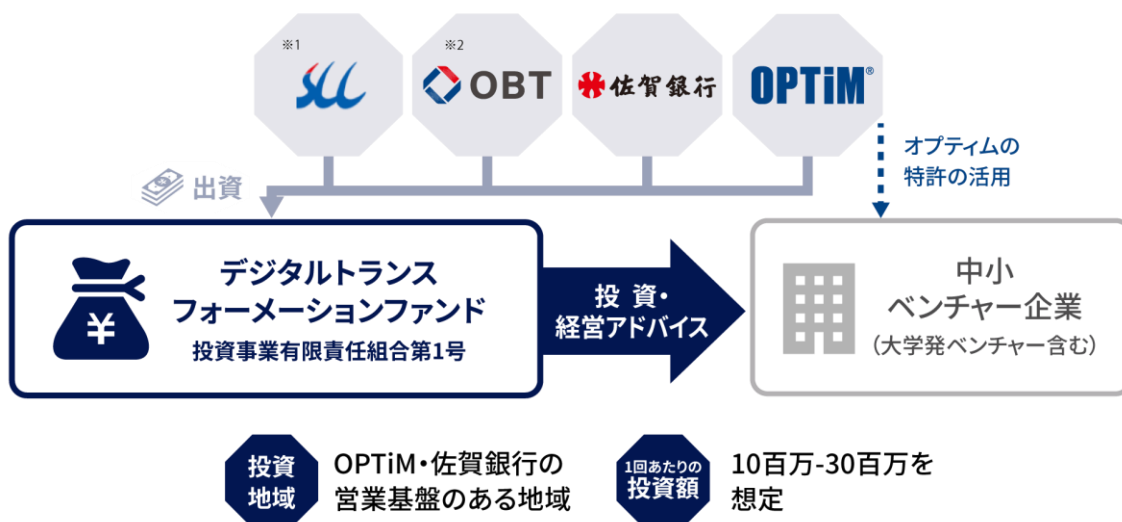 ※1
SCC
※2
OBT
佐賀銀行
OPTiM®
出資
オプティムの
特許の活用
デジタルトランス
フォーメーションファンド
投資事業有限責任組合第1号
¥
投 資・
経営アドバイス
中小
ベンチャー企業
(大学発ベンチャー含む)
投資
地域
OPTiM・佐賀銀行の
営業基盤のある地域
1回あたりの
投資額
10百万-30百万を
想定